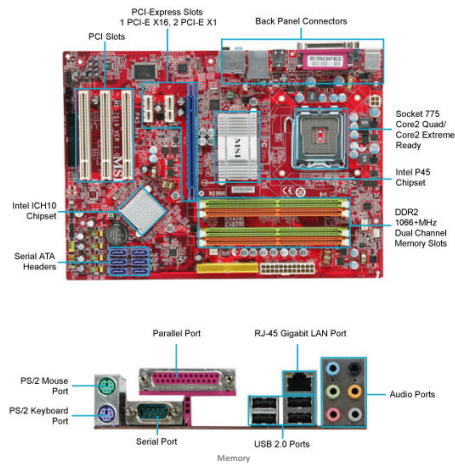 PCI-Express Slots
1 PCI-E X16, 2 PCI-E X1
Back Panel Connectors
PCI Slots
Socket 775
Core2 Quad/
Core2 Extreme
Ready
MSI
MSI
Intel P45
Chipset
N1996
CE
Intel ICH10
Chipset
DDR2
1066+MHz
Dual Channel
Memory Slots
Serial ATA
Headers
Parallel Port
RJ-45 Gigabit LAN Port
PS/2 Mouse
Port
Audio Ports
PS/2 Keyboard
Port
Serial Port
USB 2.0 Ports
Memory